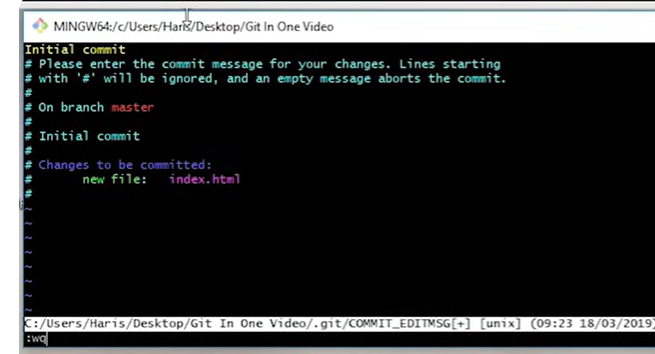 MINGW64:/c/Users/Haris/Desktop/Git In One Video
Initial commit
# Please enter the commit message for your changes. Lines starting
# with '#' will be ignored, and an empty message aborts the commit.
#
# On branch master
#
# Initial commit
#
# Changes to be committed:
#       new file:   index.html
#
~
~
~
~
~
~
~
~
C:/Users/Haris/Desktop/Git In One Video/.git/COMMIT_EDITMSG[+] [unix] (09:23 18/03/2019)
:wq